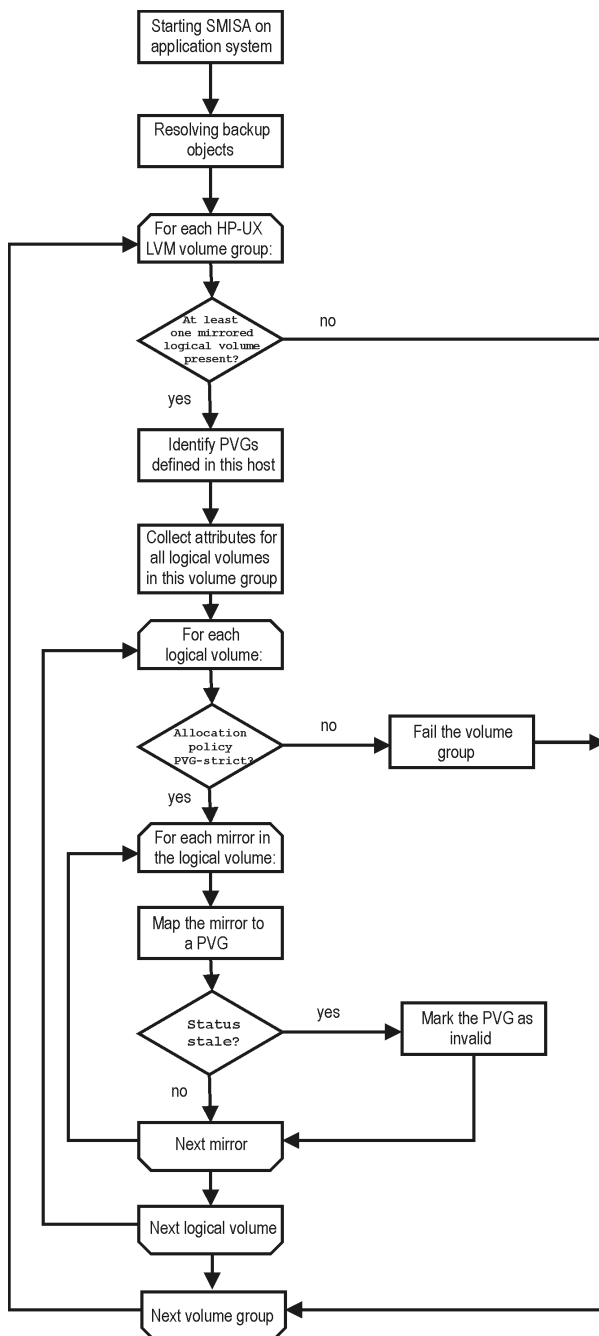 Starting SMISA on
application system
Resolving backup
objects
For each HP-UX
LVM volume group:
At least
one mirrored
logical volume
present?
no
yes
Identify PVGs
defined in this host
Collect attributes for
all logical volumes
in this volume group
For each
logical volume:
Allocation
policy
PVG-strict?
no
Fail the volume
group
yes
For each mirror in
the logical volume:
Map the mirror to
a PVG
Status
stale?
yes
Mark the PVG as
invalid
no
Next mirror
Next logical volume
Next volume group